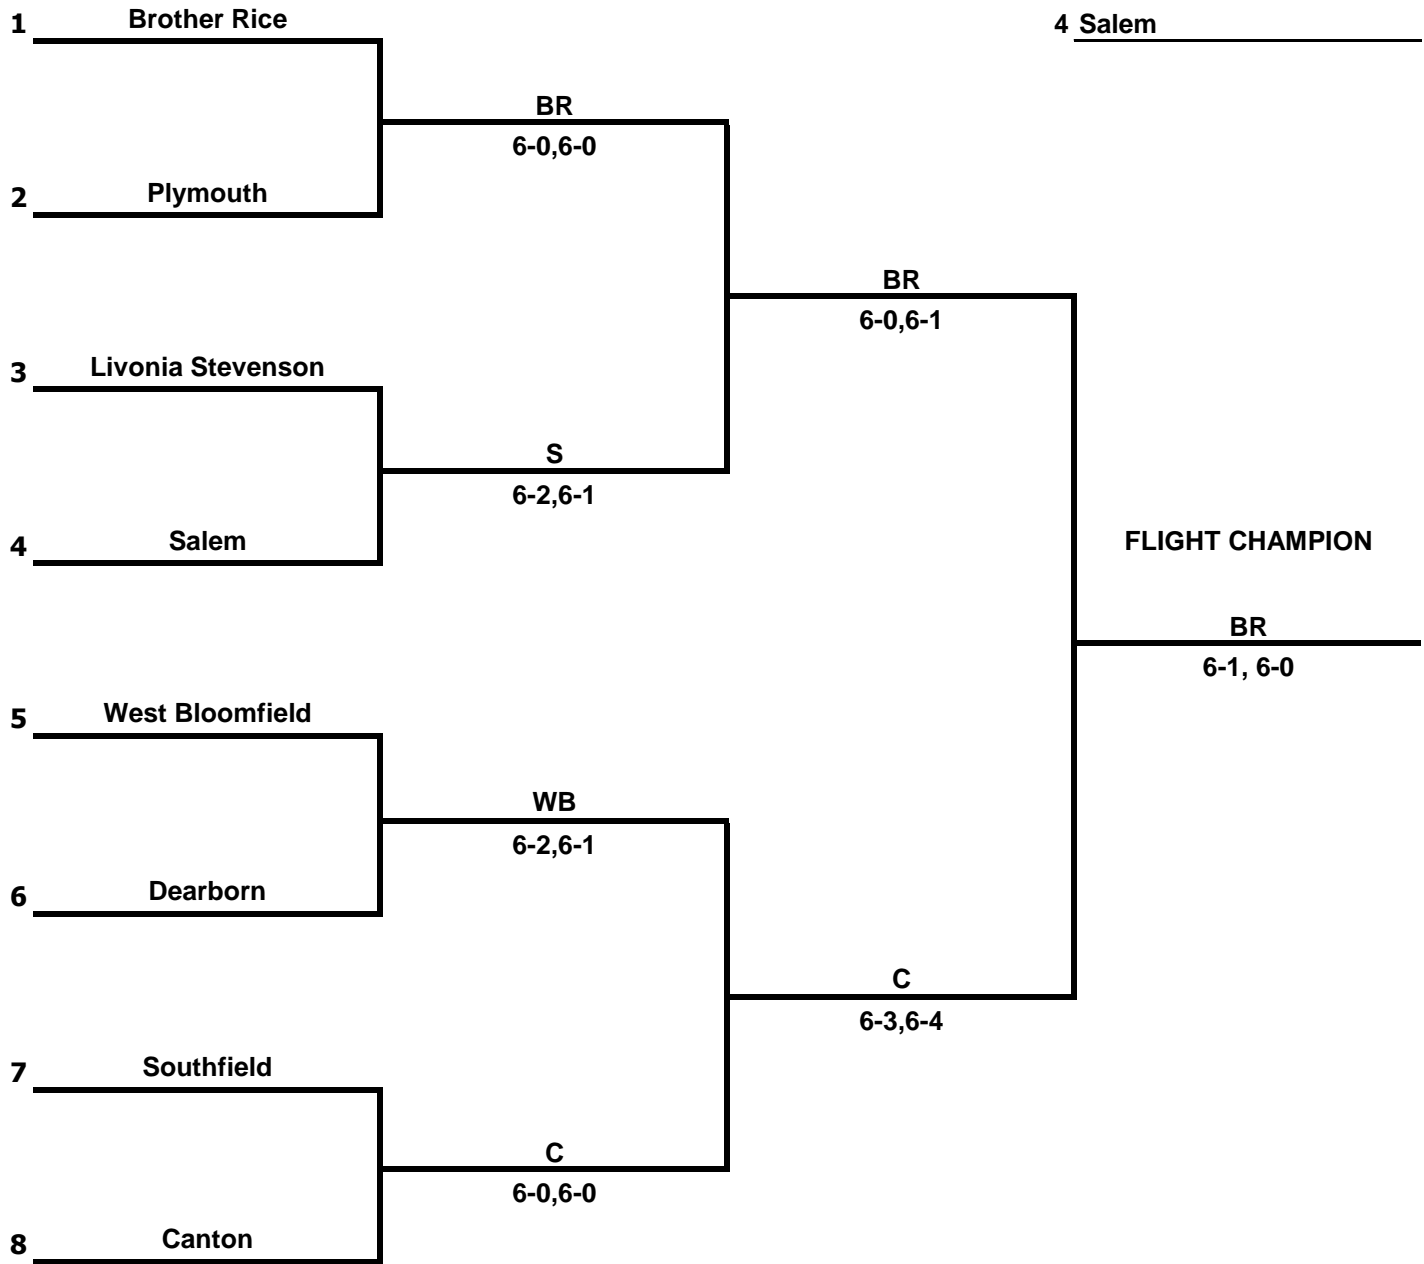 1 Brother Rice
4 Salem
BR
6-0,6-0
2 Plymouth
BR
6-0,6-1
3 Livonia Stevenson
S
6-2,6-1
4 Salem
FLIGHT CHAMPION
BR
6-1, 6-0
5 West Bloomfield
WB
6-2,6-1
6 Dearborn
C
6-3,6-4
7 Southfield
C
6-0,6-0
8 Canton